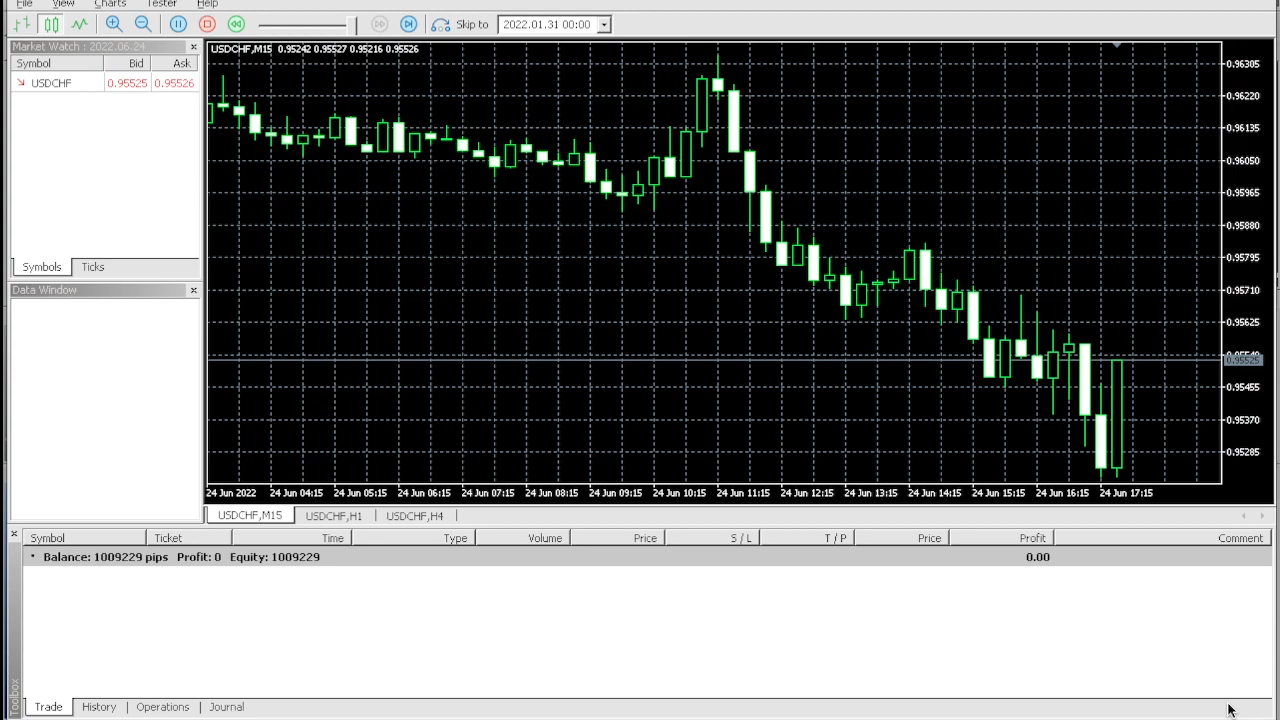 File View Charts Tester Help
Skip to 2022.01.31 00:00
Market Watch : 2022.06.24
Symbol Bid Ask
USDCHF 0.95525 0.95526
Symbols Ticks
Data Window
USDCHF,M15 0.95242 0.95527 0.95216 0.95526
0.96305
0.96220
0.96135
0.96050
0.95965
0.95880
0.95795
0.95710
0.95625
0.95540
0.95525
0.95455
0.95370
0.95285
24 Jun 2022 24 Jun 04:15 24 Jun 05:15 24 Jun 06:15 24 Jun 07:15 24 Jun 08:15 24 Jun 09:15 24 Jun 10:15 24 Jun 11:15 24 Jun 12:15 24 Jun 13:15 24 Jun 14:15 24 Jun 15:15 24 Jun 16:15 24 Jun 17:15
USDCHF,M15 USDCHF,H1 USDCHF,H4
Symbol Ticket Time Type Volume Price S / L T / P Price Profit Comment
Balance: 1009229 pips Profit: 0 Equity: 1009229 0.00
Toolbox
Trade History Operations Journal